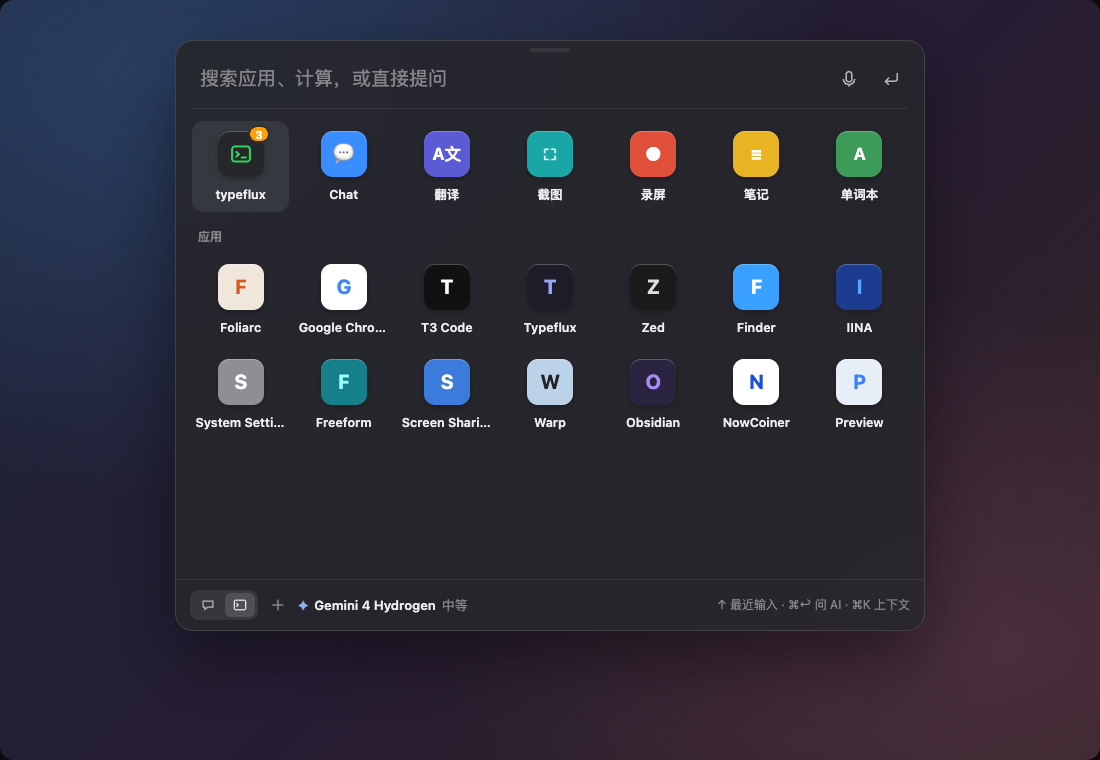 搜索应用、计算，或直接提问
3
A文
≡
A
typeflux
Chat
翻译
截图
录屏
笔记
单词本
应用
F
G
T
T
Z
F
I
Foliarc
Google Chro...
T3 Code
Typeflux
Zed
Finder
IINA
S
F
S
W
O
N
P
System Setti...
Freeform
Screen Shari...
Warp
Obsidian
NowCoiner
Preview
Gemini 4 Hydrogen 中等
↑ 最近输入 · ⌘↩ 问 AI · ⌘K 上下文